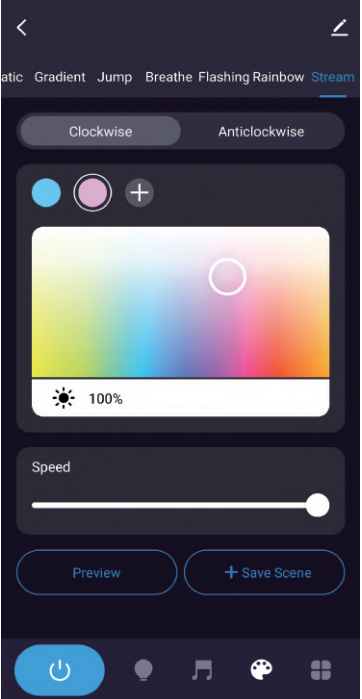 atic Gradient Jump Breathe Flashing Rainbow Stream
Clockwise Anticlockwise
100%
Speed
Preview + Save Scene